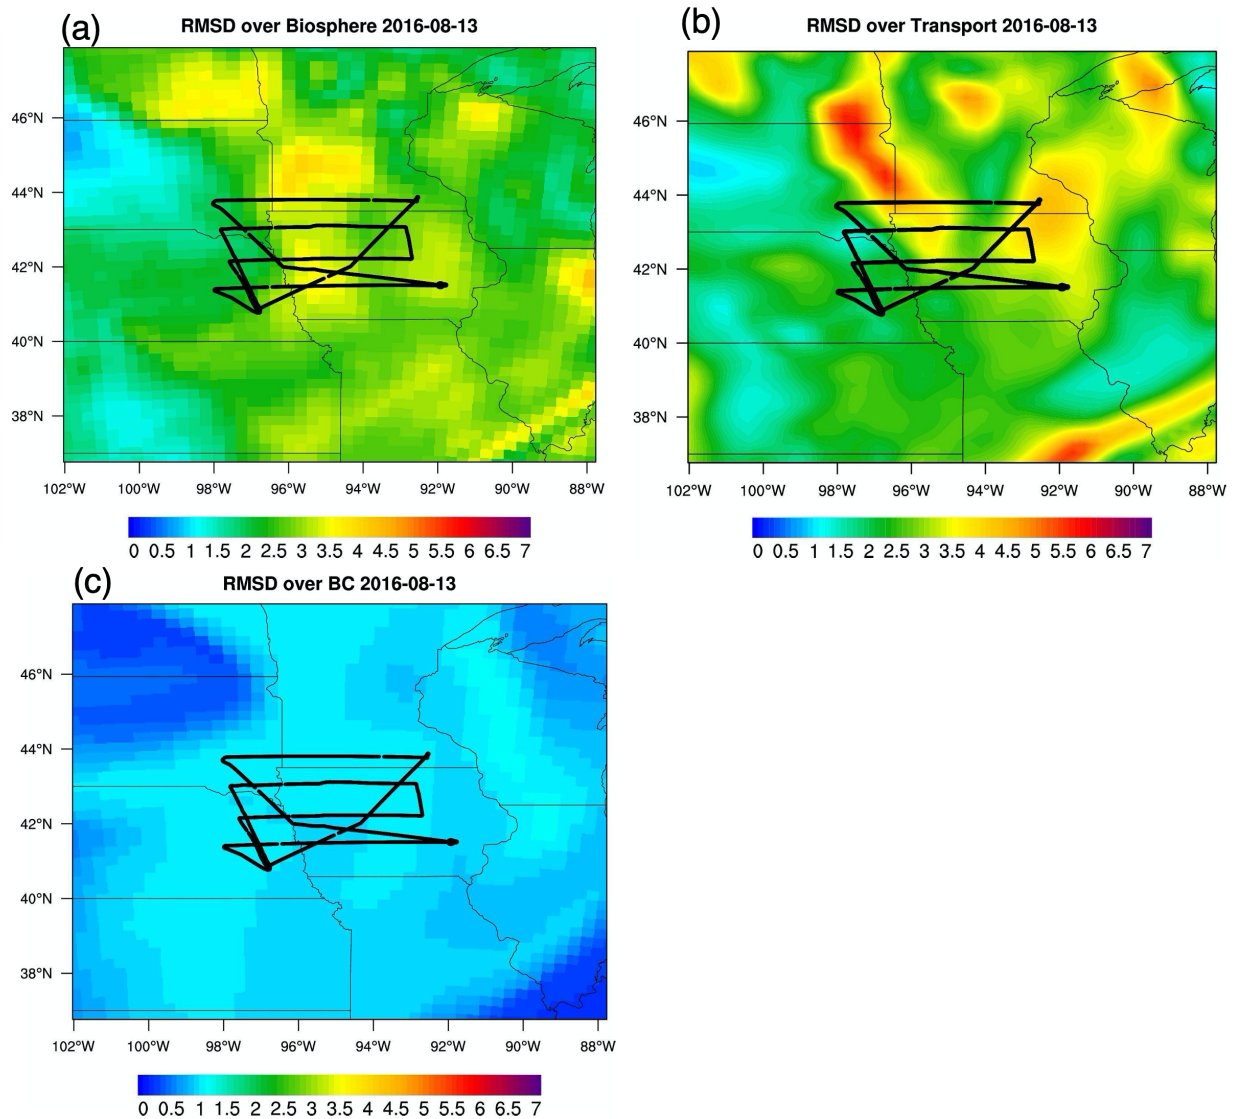 (a)
RMSD over Biosphere 2016-08-13
46°N
44°N
42°N
40°N
38°N
102°W 100°W 98°W 96°W 94°W 92°W 90°W 88°W
0 0.5 1 1.5 2 2.5 3 3.5 4 4.5 5 5.5 6 6.5 7
(b)
RMSD over Transport 2016-08-13
46°N
44°N
42°N
40°N
38°N
102°W 100°W 98°W 96°W 94°W 92°W 90°W 88°W
0 0.5 1 1.5 2 2.5 3 3.5 4 4.5 5 5.5 6 6.5 7
(c)
RMSD over BC 2016-08-13
46°N
44°N
42°N
40°N
38°N
102°W 100°W 98°W 96°W 94°W 92°W 90°W 88°W
0 0.5 1 1.5 2 2.5 3 3.5 4 4.5 5 5.5 6 6.5 7